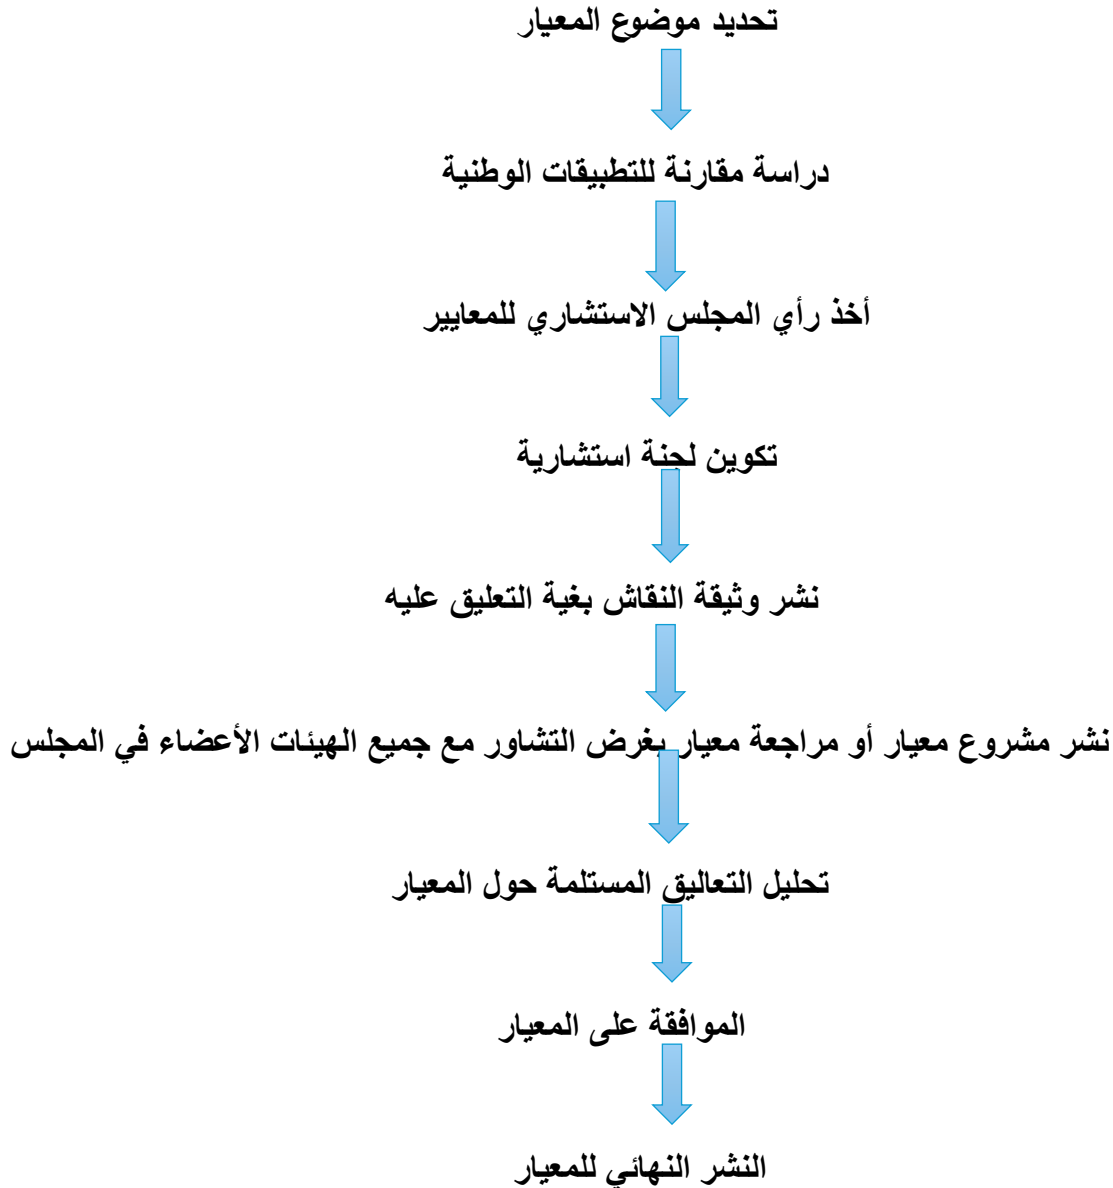 تحديد موضوع المعيار
دراسة مقارنة للتطبيقات الوطنية
أخذ رأي المجلس الاستشاري للمعايير
تكوين لجنة استشارية
نشر وثيقة النقاش بغية التعليق عليه
نشر مشروع معيار أو مراجعة معيار بغرض التشاور مع جميع الهيئات الأعضاء في المجلس
تحليل التعاليق المستلمة حول المعيار
الموافقة على المعيار
النشر النهائي للمعيار